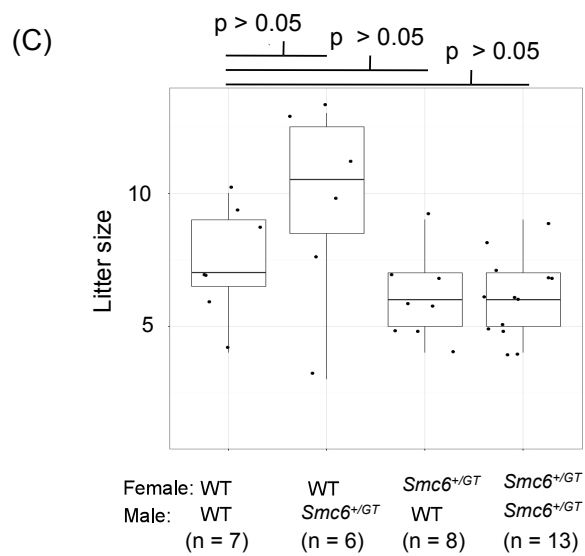 (C)
p > 0.05
p > 0.05
p > 0.05
Litter size
10
5
Female: WT WT Smc6+/GT Smc6+/GT
Male: WT Smc6+/GT WT Smc6+/GT
(n = 7) (n = 6) (n = 8) (n = 13)